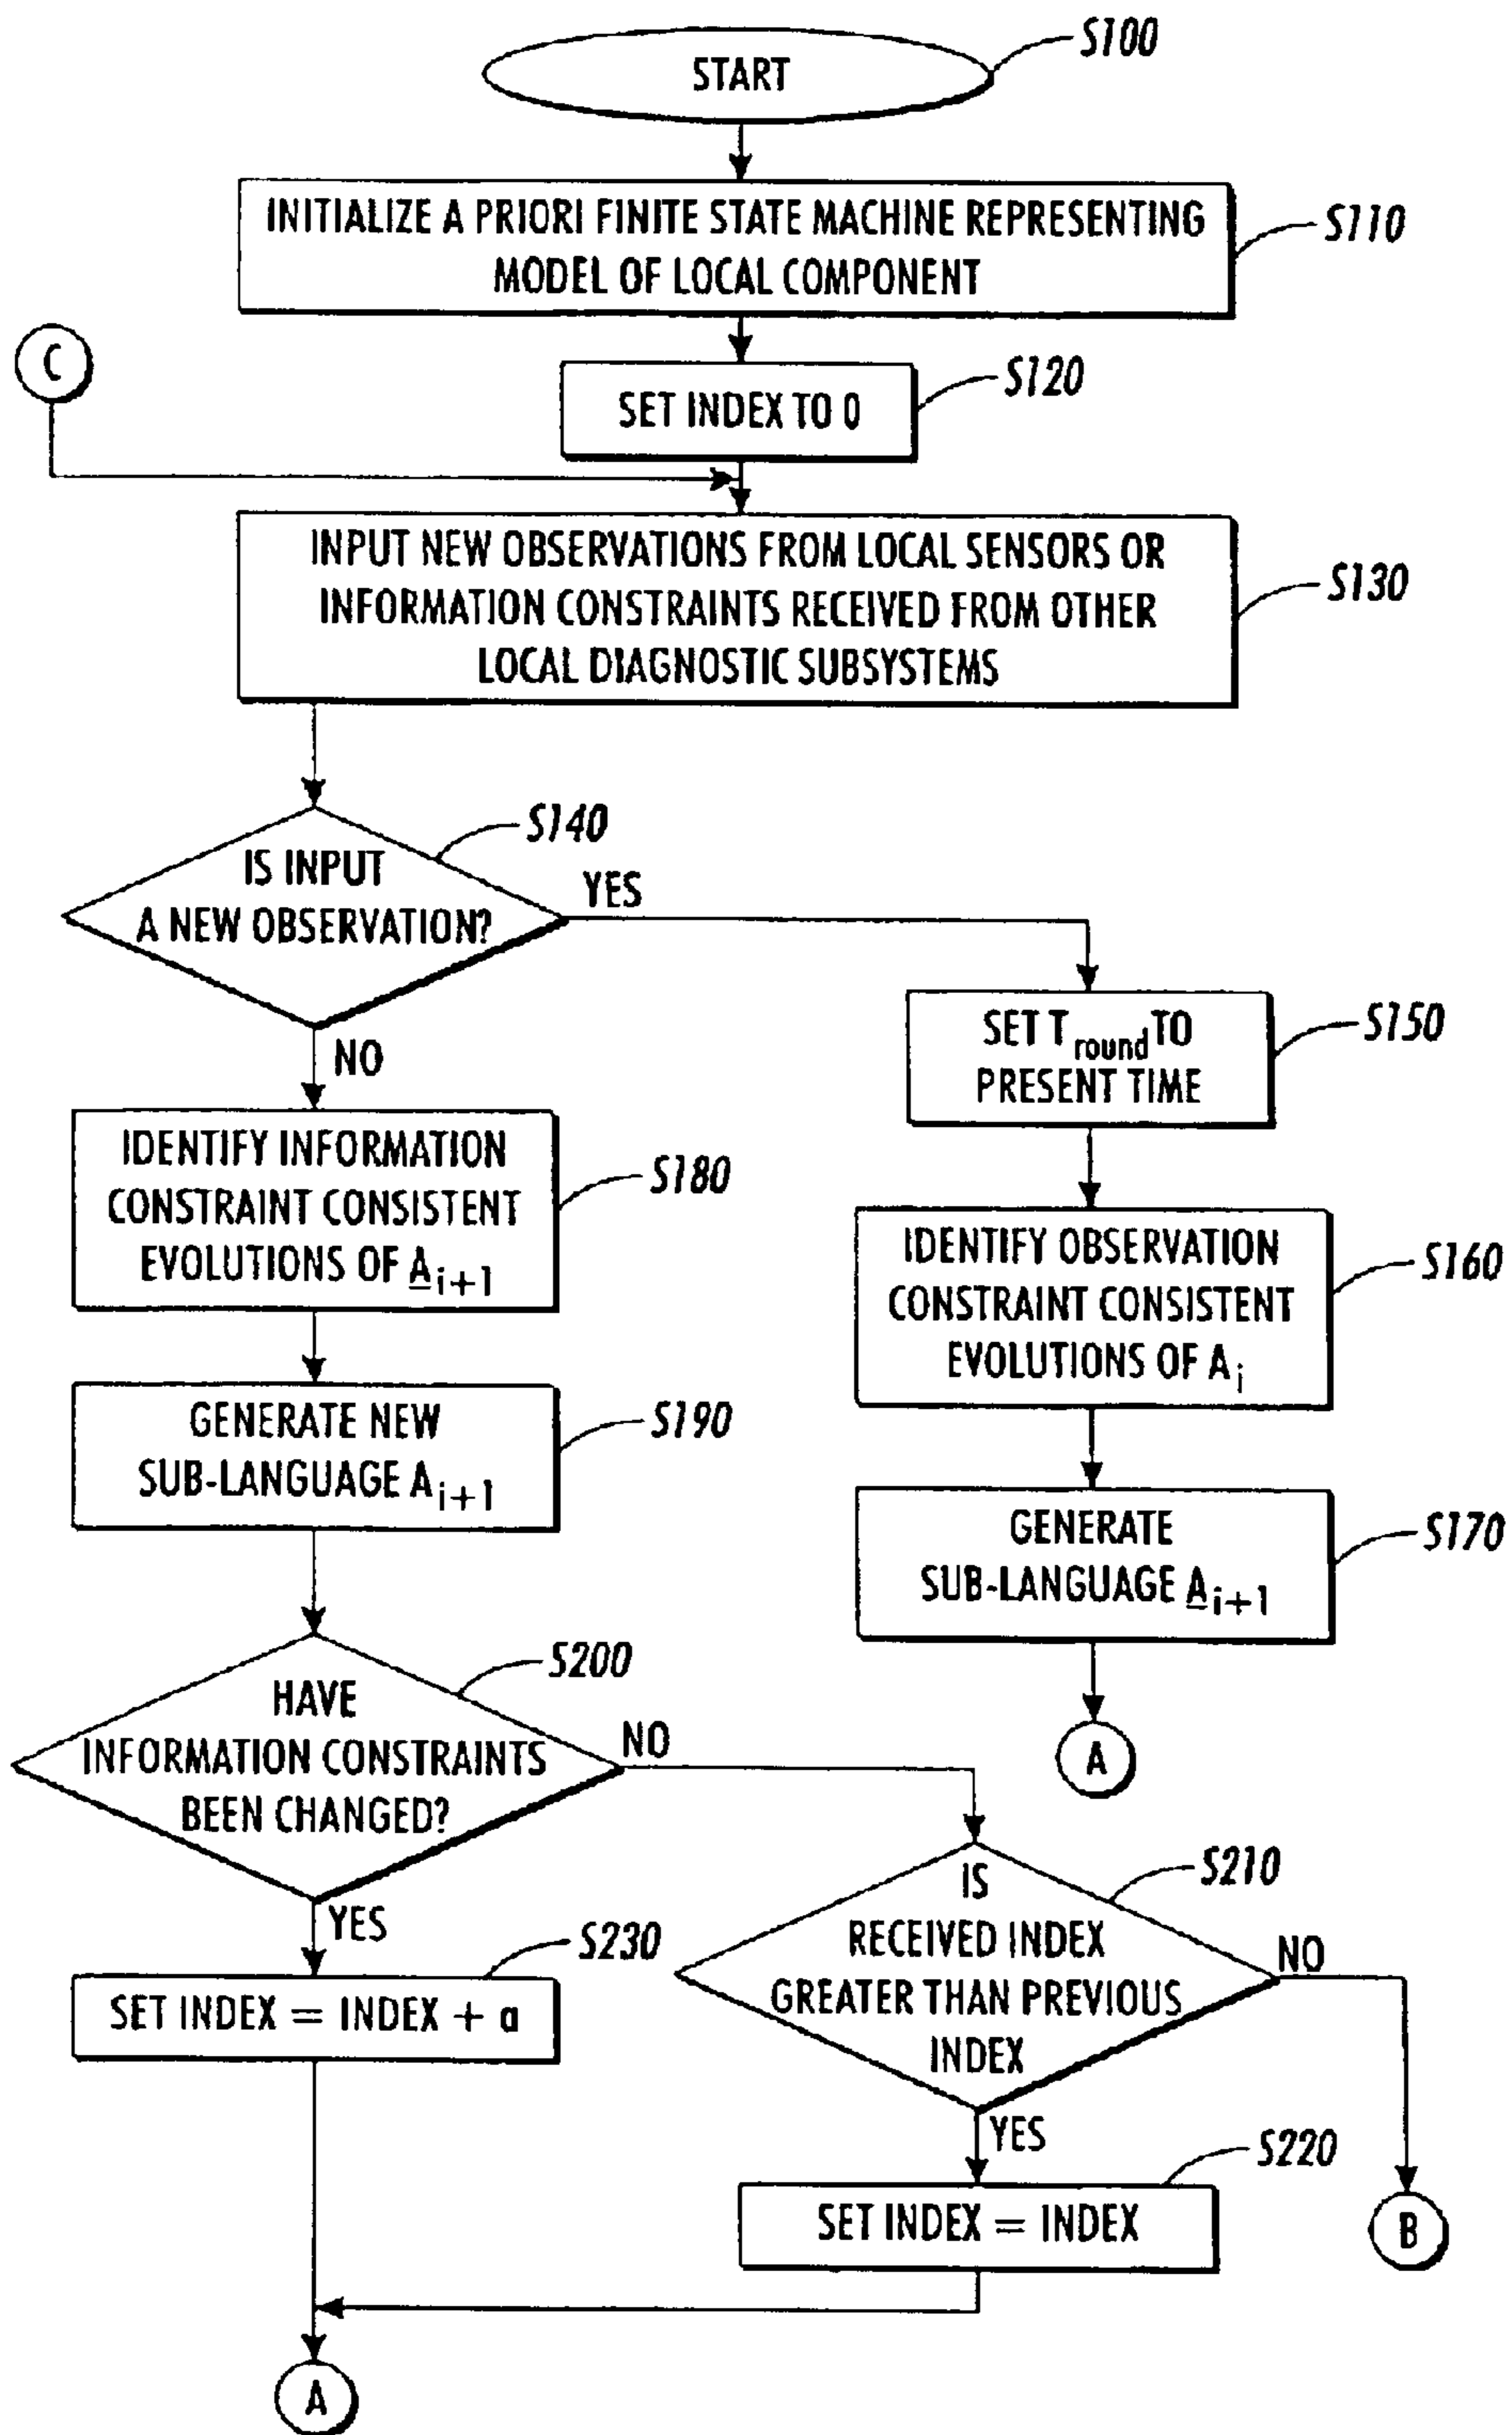 START
S100
INITIALIZE A PRIORI FINITE STATE MACHINE REPRESENTING
MODEL OF LOCAL COMPONENT
S110
C
SET INDEX TO 0
S120
INPUT NEW OBSERVATIONS FROM LOCAL SENSORS OR
INFORMATION CONSTRAINTS RECEIVED FROM OTHER
LOCAL DIAGNOSTIC SUBSYSTEMS
S130
IS INPUT
A NEW OBSERVATION?
S140
YES
NO
SET T_round TO
PRESENT TIME
S150
IDENTIFY OBSERVATION
CONSTRAINT CONSISTENT
EVOLUTIONS OF A_i
S160
GENERATE
SUB-LANGUAGE A_i+1
S170
A
IDENTIFY INFORMATION
CONSTRAINT CONSISTENT
EVOLUTIONS OF A_i+1
S180
GENERATE NEW
SUB-LANGUAGE A_i+1
S190
HAVE
INFORMATION CONSTRAINTS
BEEN CHANGED?
S200
NO
YES
IS
RECEIVED INDEX
GREATER THAN PREVIOUS
INDEX
S210
NO
YES
SET INDEX = INDEX + a
S230
SET INDEX = INDEX
S220
B
A